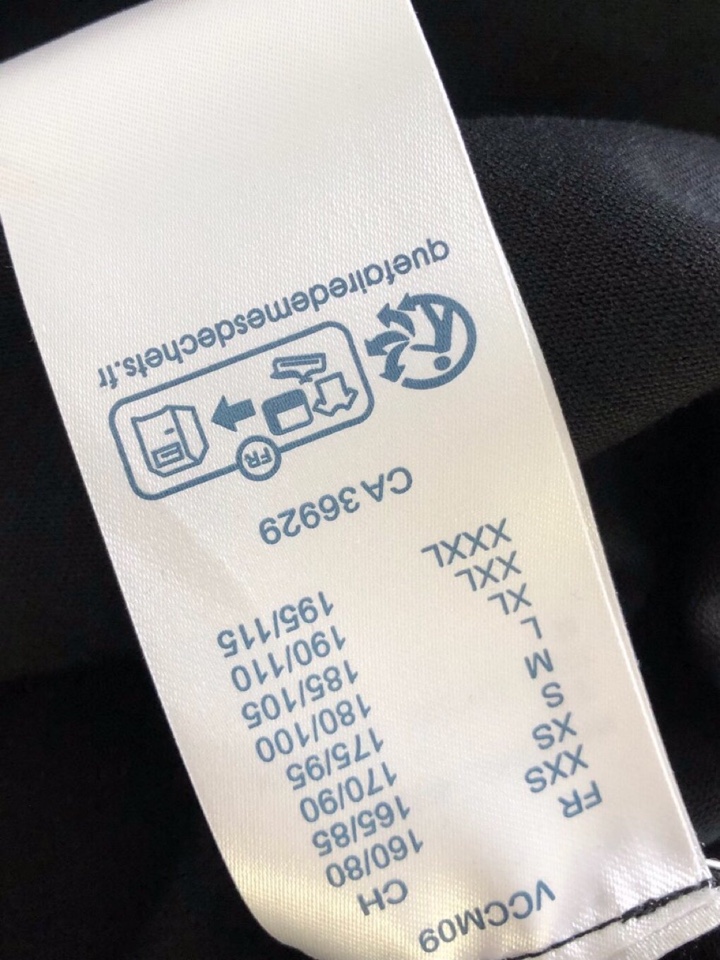 VCCM09
FR CH
XXS 160/80
XS 165/85
S 170/90
M 175/95
L 180/100
XL 185/105
XXL 190/110
XXXL 195/115
CA 36929
FR
quefairedemesdechets.fr